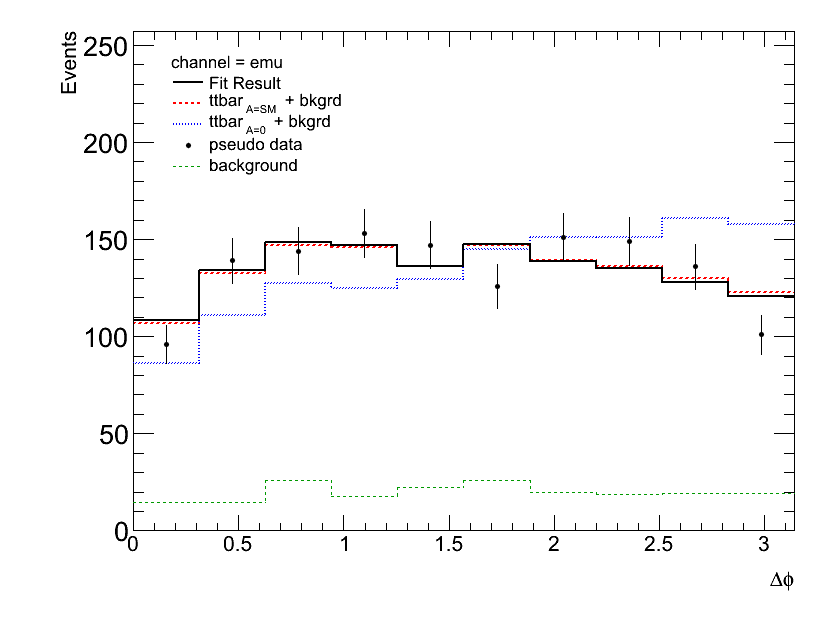 Events
250
200
150
100
50
0
channel = emu
Fit Result
ttbar A=SM + bkgrd
ttbar A=0 + bkgrd
pseudo data
background
0 0.5 1 1.5 2 2.5 3
Δϕ